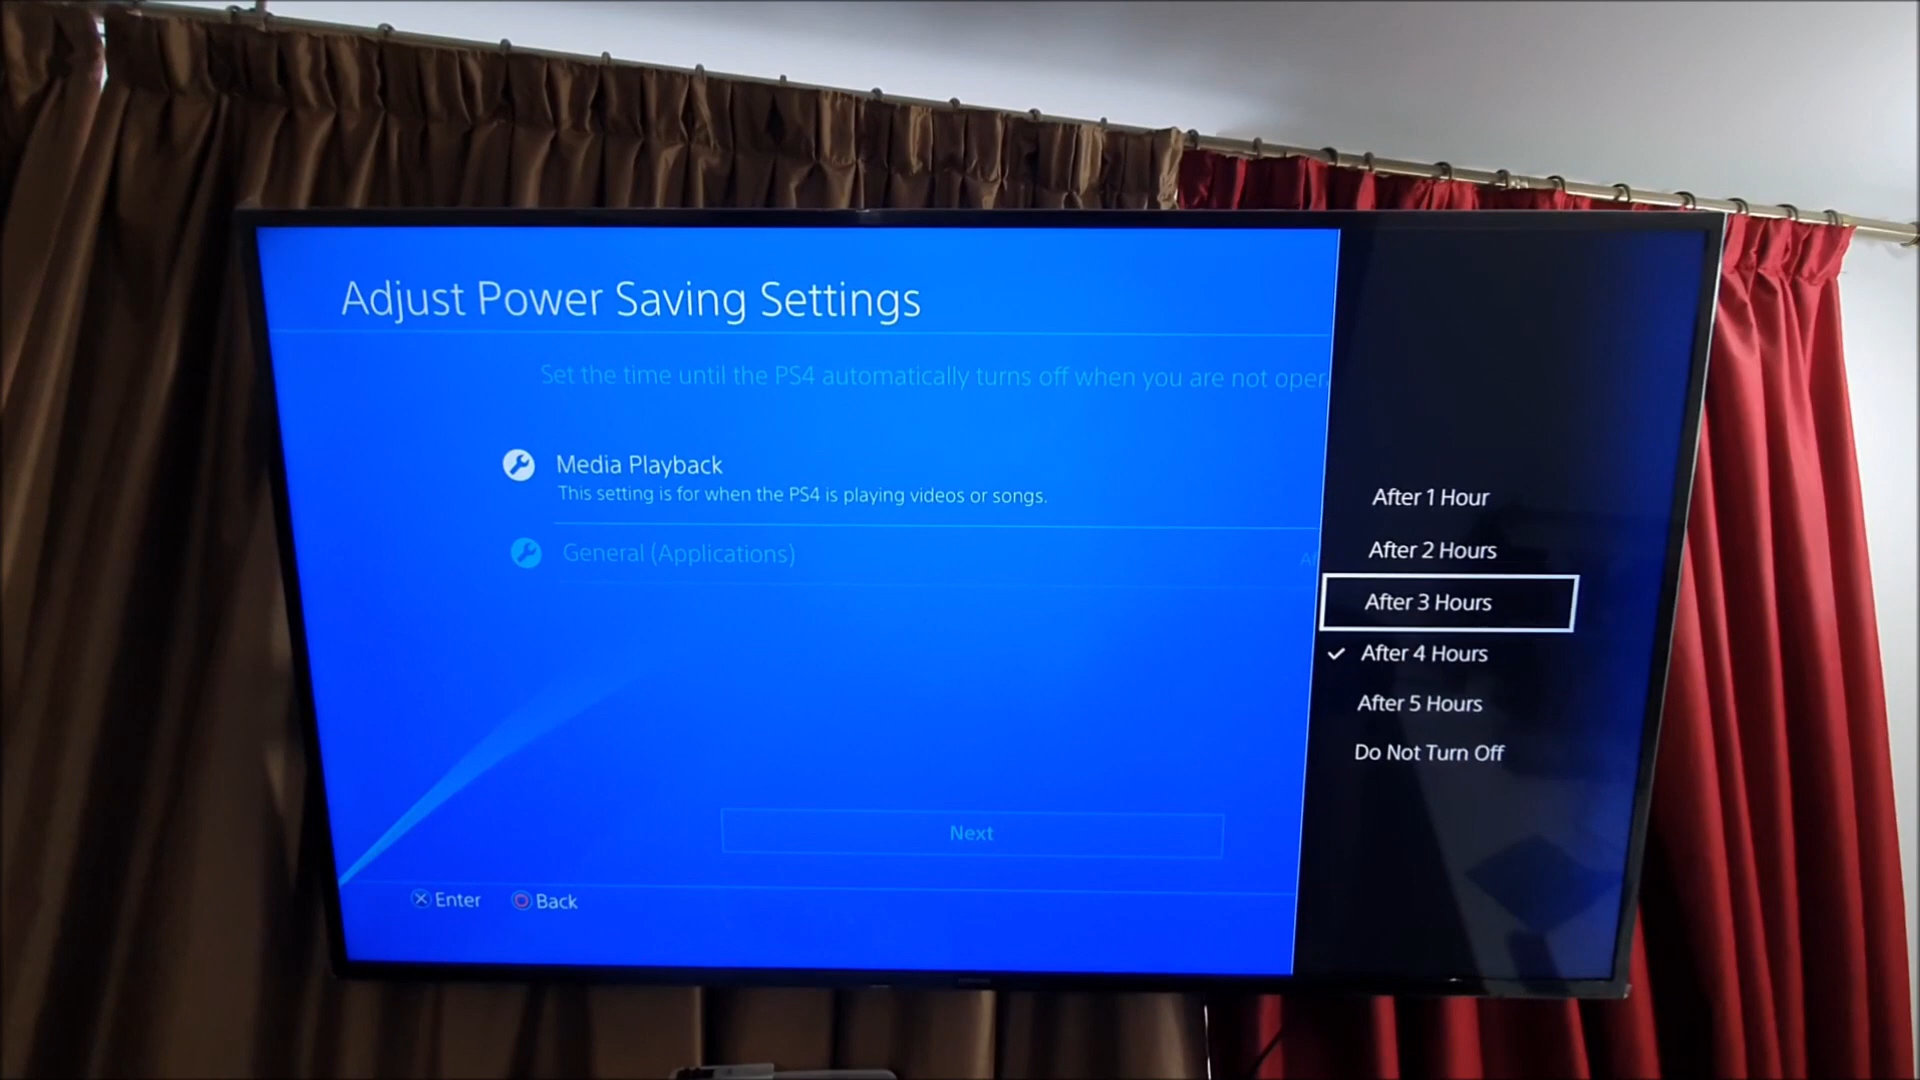 Adjust Power Saving Settings
Set the time until the PS4 automatically turns off when you are not oper
Media Playback
This setting is for when the PS4 is playing videos or songs.
General (Applications)
After 1 Hour
After 2 Hours
After 3 Hours
After 4 Hours
After 5 Hours
Do Not Turn Off
Next
Enter
Back